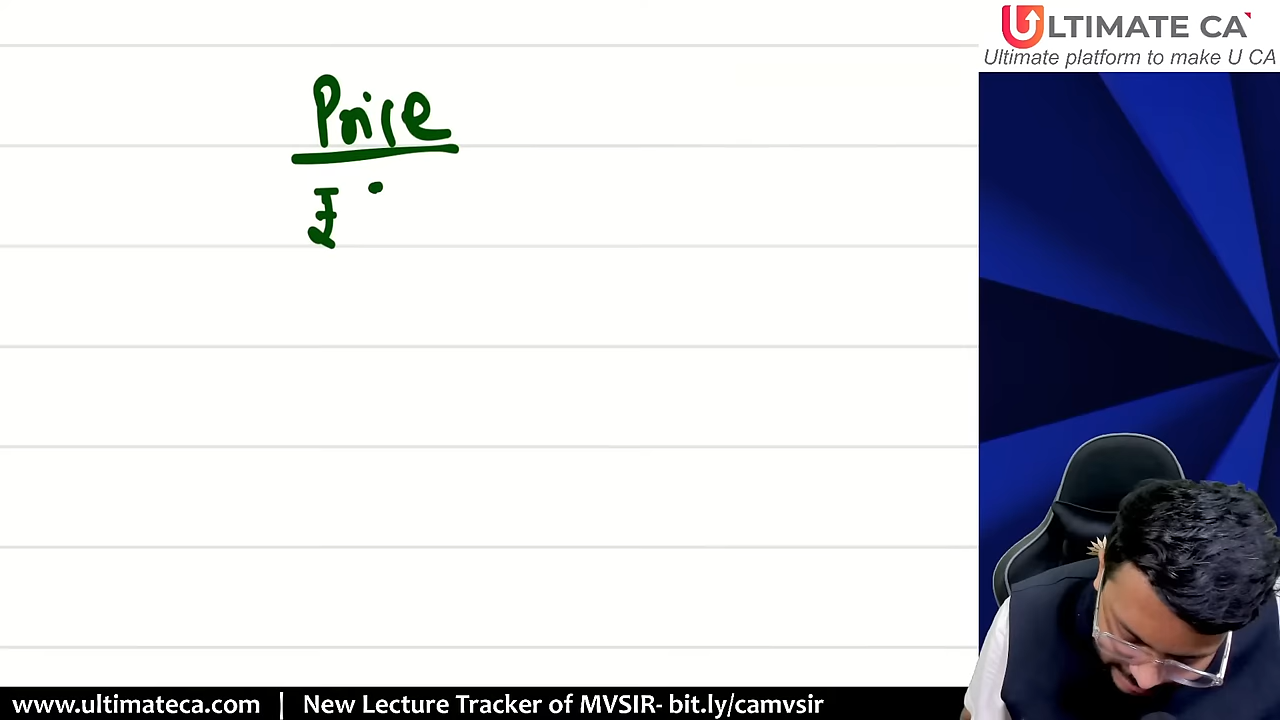 ULTIMATE CA
Ultimate platform to make U CA
Price
₹
www.ultimateca.com | New Lecture Tracker of MVSIR- bit.ly/camvsir